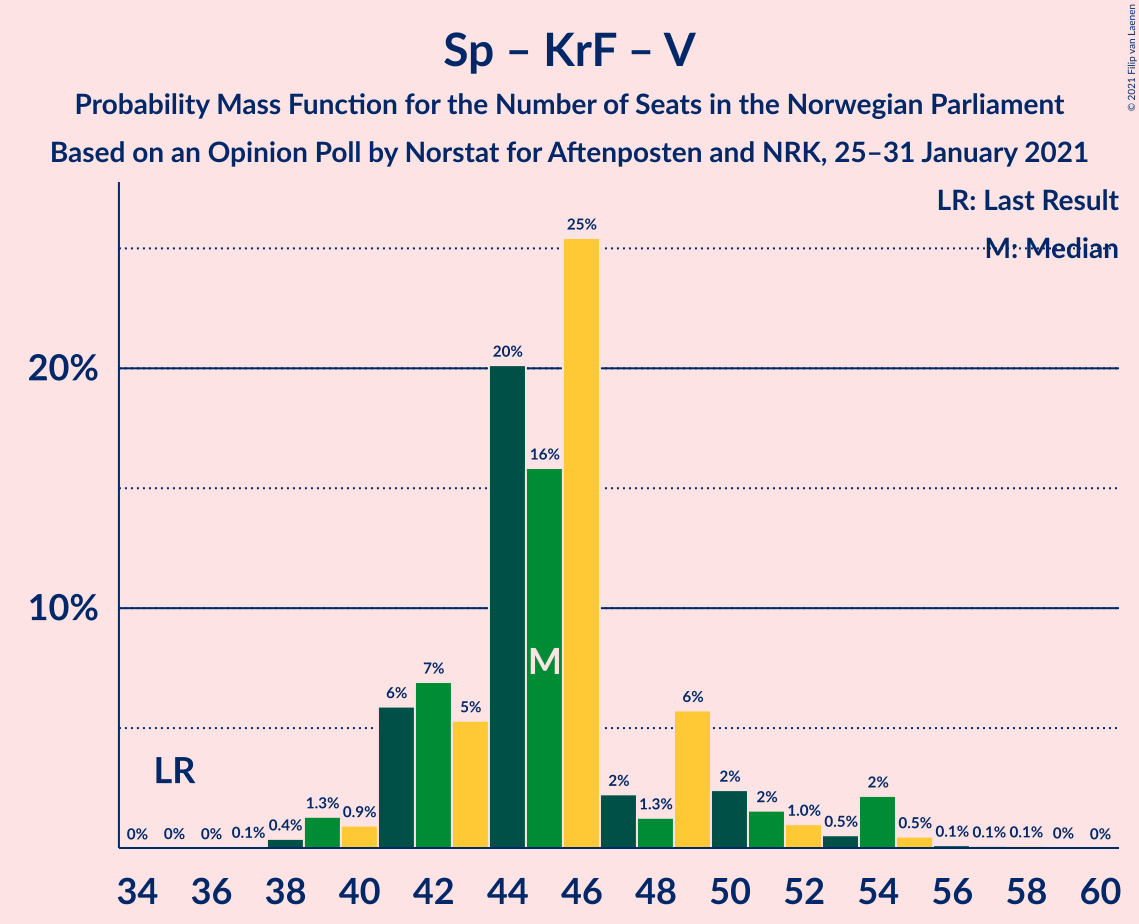 Sp – KrF – V
Probability Mass Function for the Number of Seats in the Norwegian Parliament
Based on an Opinion Poll by Norstat for Aftenposten and NRK, 25–31 January 2021
© 2021 Filip van Laenen
LR: Last Result
M: Median
20%
10%
LR
M
0% 0% 0% 0.1% 0.4% 1.3% 0.9% 6% 7% 5% 20% 16% 25% 2% 1.3% 6% 2% 2% 1.0% 0.5% 2% 0.5% 0.1% 0.1% 0.1% 0% 0%
34 36 38 40 42 44 46 48 50 52 54 56 58 60